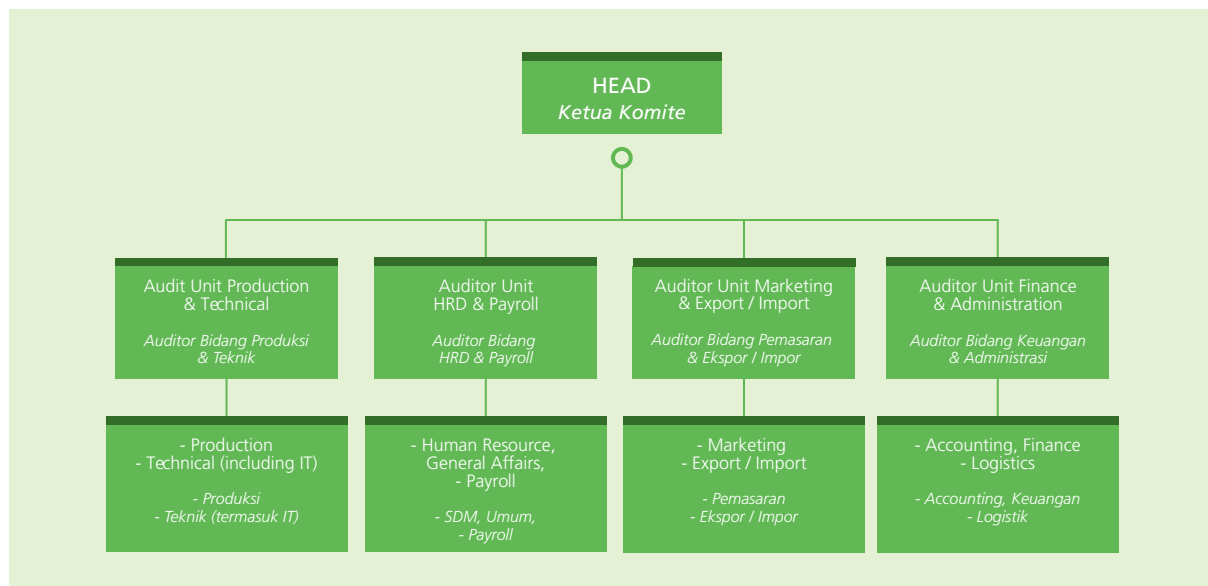 HEAD
Ketua Komite
Audit Unit Production
& Technical
Auditor Bidang Produksi
& Teknik
Auditor Unit
HRD & Payroll
Auditor Bidang
HRD & Payroll
Auditor Unit Marketing
& Export / Import
Auditor Bidang Pemasaran
& Ekspor / Impor
Auditor Unit Finance
& Administration
Auditor Bidang Keuangan
& Administrasi
- Production
- Technical (including IT)
- Produksi
- Teknik (termasuk IT)
- Human Resource,
General Affairs,
- Payroll
- SDM, Umum,
- Payroll
- Marketing
- Export / Import
- Pemasaran
- Ekspor / Impor
- Accounting, Finance
- Logistics
- Accounting, Keuangan
- Logistik